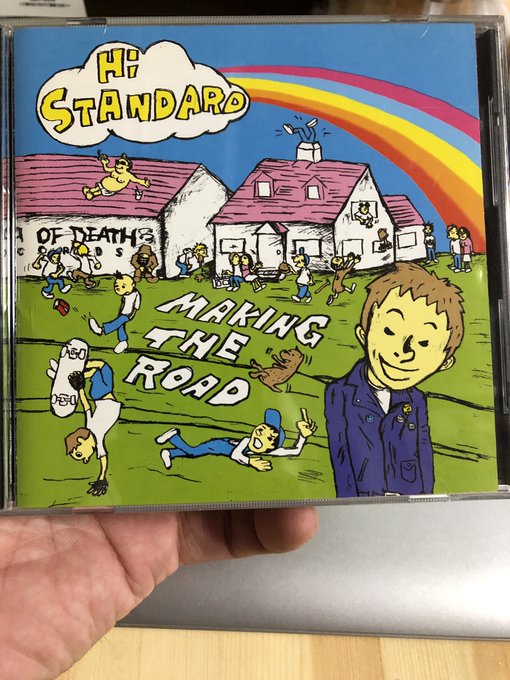 Hi
STANDARD
OF DEATH
MAKING
THE
ROAD